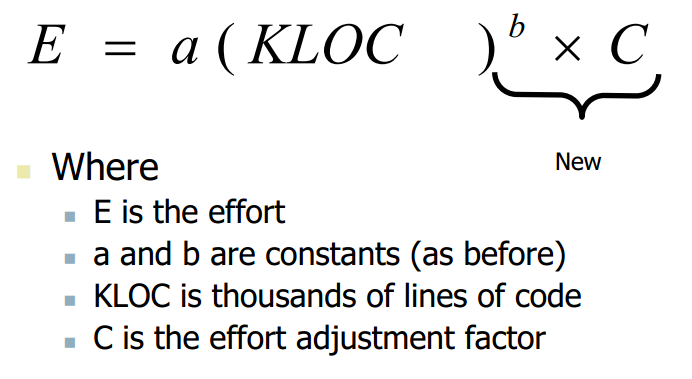 E = a ( KLOC )b × C
New
Where
E is the effort
a and b are constants (as before)
KLOC is thousands of lines of code
C is the effort adjustment factor